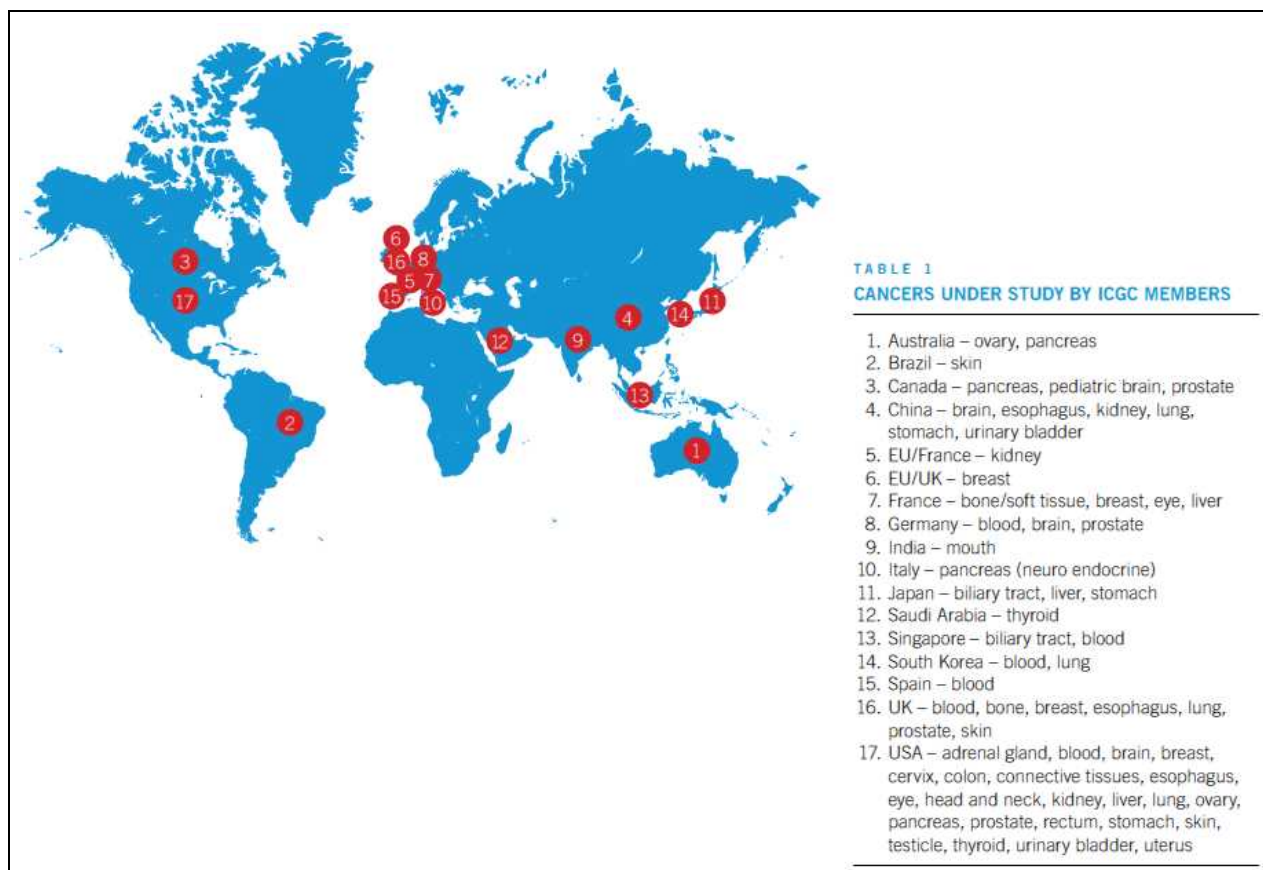 6
16
8
3
5
7
17
15
10
11
14
4
12
9
13
2
1
TABLE 1
CANCERS UNDER STUDY BY ICGC MEMBERS
1. Australia – ovary, pancreas
2. Brazil – skin
3. Canada – pancreas, pediatric brain, prostate
4. China – brain, esophagus, kidney, lung,
stomach, urinary bladder
5. EU/France – kidney
6. EU/UK – breast
7. France – bone/soft tissue, breast, eye, liver
8. Germany – blood, brain, prostate
9. India – mouth
10. Italy – pancreas (neuro endocrine)
11. Japan – biliary tract, liver, stomach
12. Saudi Arabia – thyroid
13. Singapore – biliary tract, blood
14. South Korea – blood, lung
15. Spain – blood
16. UK – blood, bone, breast, esophagus, lung,
prostate, skin
17. USA – adrenal gland, blood, brain, breast,
cervix, colon, connective tissues, esophagus,
eye, head and neck, kidney, liver, lung, ovary,
pancreas, prostate, rectum, stomach, skin,
testicle, thyroid, urinary bladder, uterus